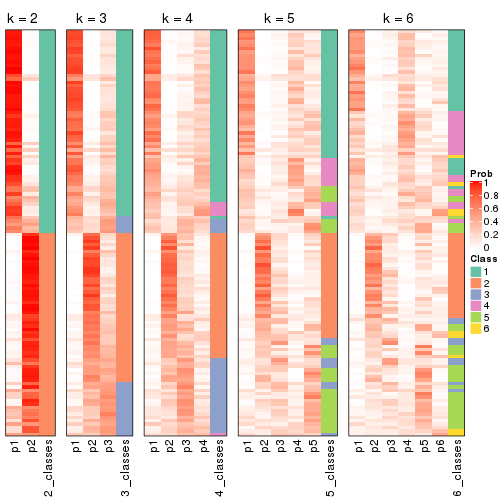 k = 2
k = 3
k = 4
k = 5
k = 6
p1
p2
2_classes
p1
p2
p3
3_classes
p1
p2
p3
p4
4_classes
p1
p2
p3
p4
p5
5_classes
p1
p2
p3
p4
p5
p6
6_classes
Prob
1
0.8
0.6
0.4
0.2
0
Class
1
2
3
4
5
6